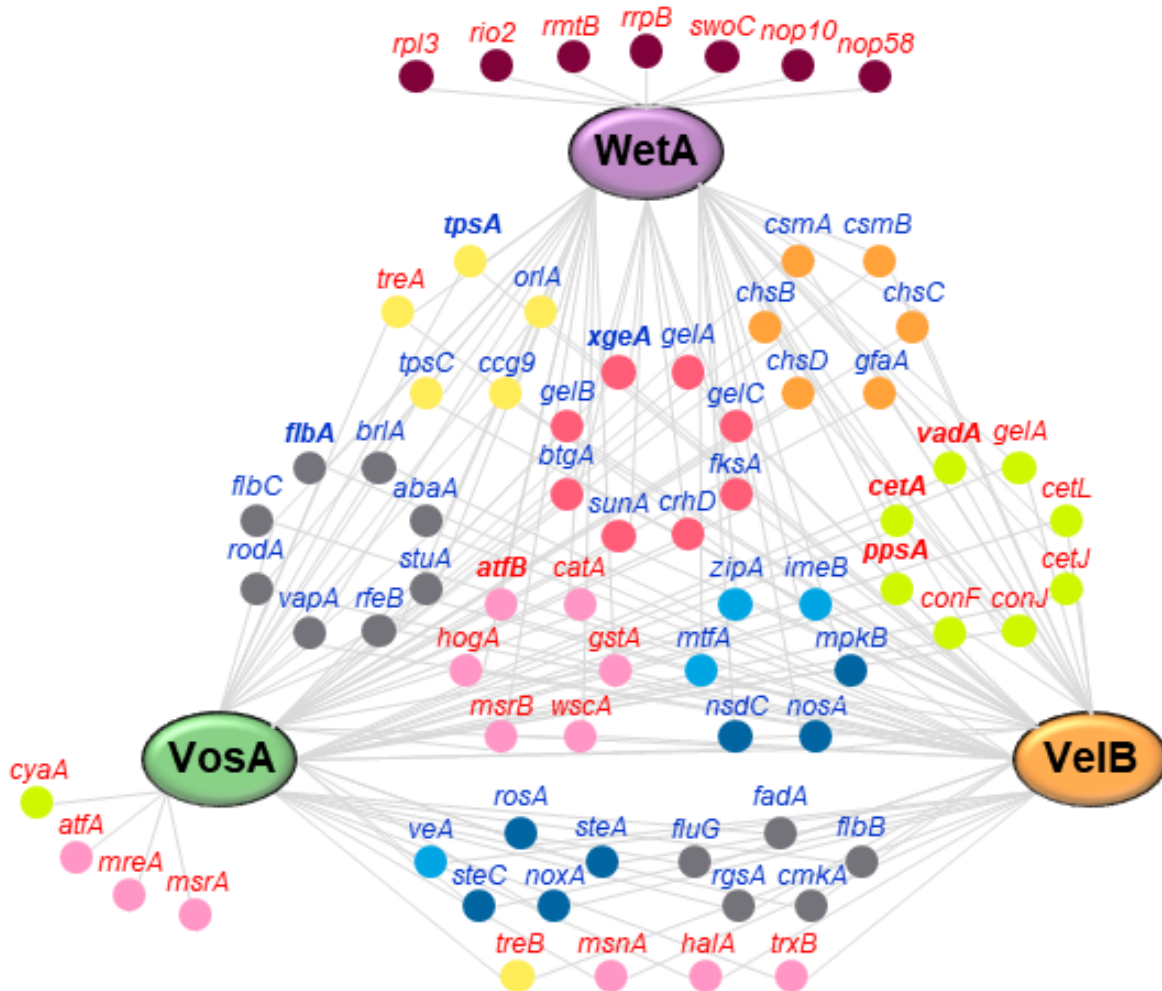 rpl3 rio2 rmtB rrpB swoC nop10 nop58
WetA
tpsA csmA csmB
treA orlA chsB chsC
xgeA gelA
tpsC ccg9 chsD gfaA
gelB gelC
flbA brlA vadA gelA
btgA fksA
flbC abaA cetA cetL
sunA crhD
rodA stuA ppsA cetJ
atfB catA zipA imeB
vapA rfeB conF conJ
hogA gstA mtfA mpkB
msrB wscA nsdC nosA
VosA VelB
cyaA rosA fadA
atfA veA steA fluG flbB
mreA msrA steC noxA rgsA cmkA
treB msnA halA trxB